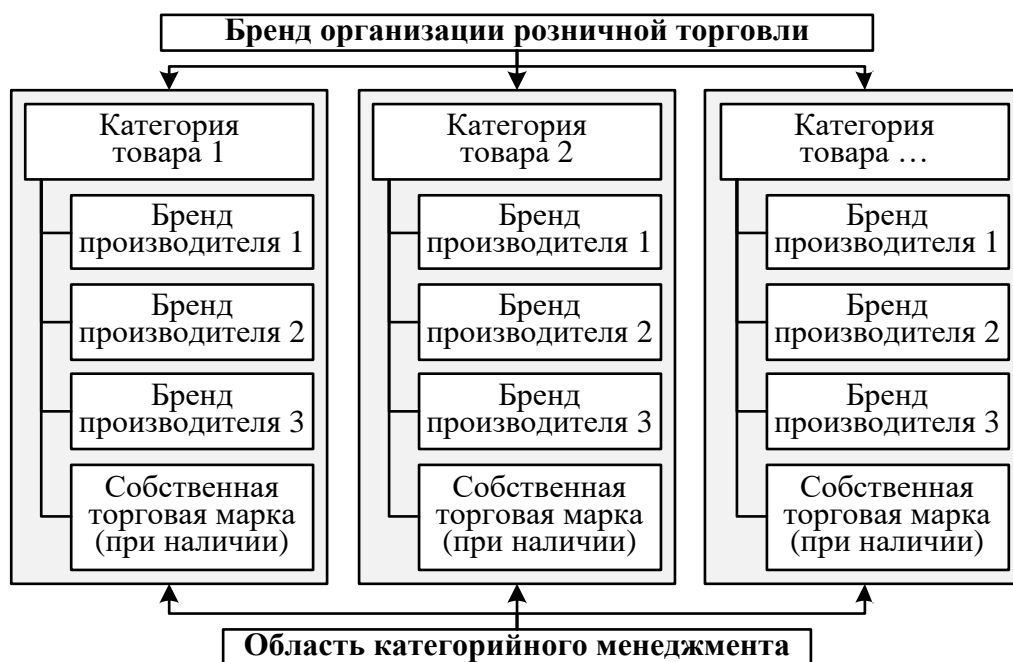 Бренд организации розничной торговли
Категория
товара 1
Бренд
производителя 1
Бренд
производителя 2
Бренд
производителя 3
Собственная
торговая марка
(при наличии)
Категория
товара 2
Бренд
производителя 1
Бренд
производителя 2
Бренд
производителя 3
Собственная
торговая марка
(при наличии)
Категория
товара …
Бренд
производителя 1
Бренд
производителя 2
Бренд
производителя 3
Собственная
торговая марка
(при наличии)
Область категорийного менеджмента